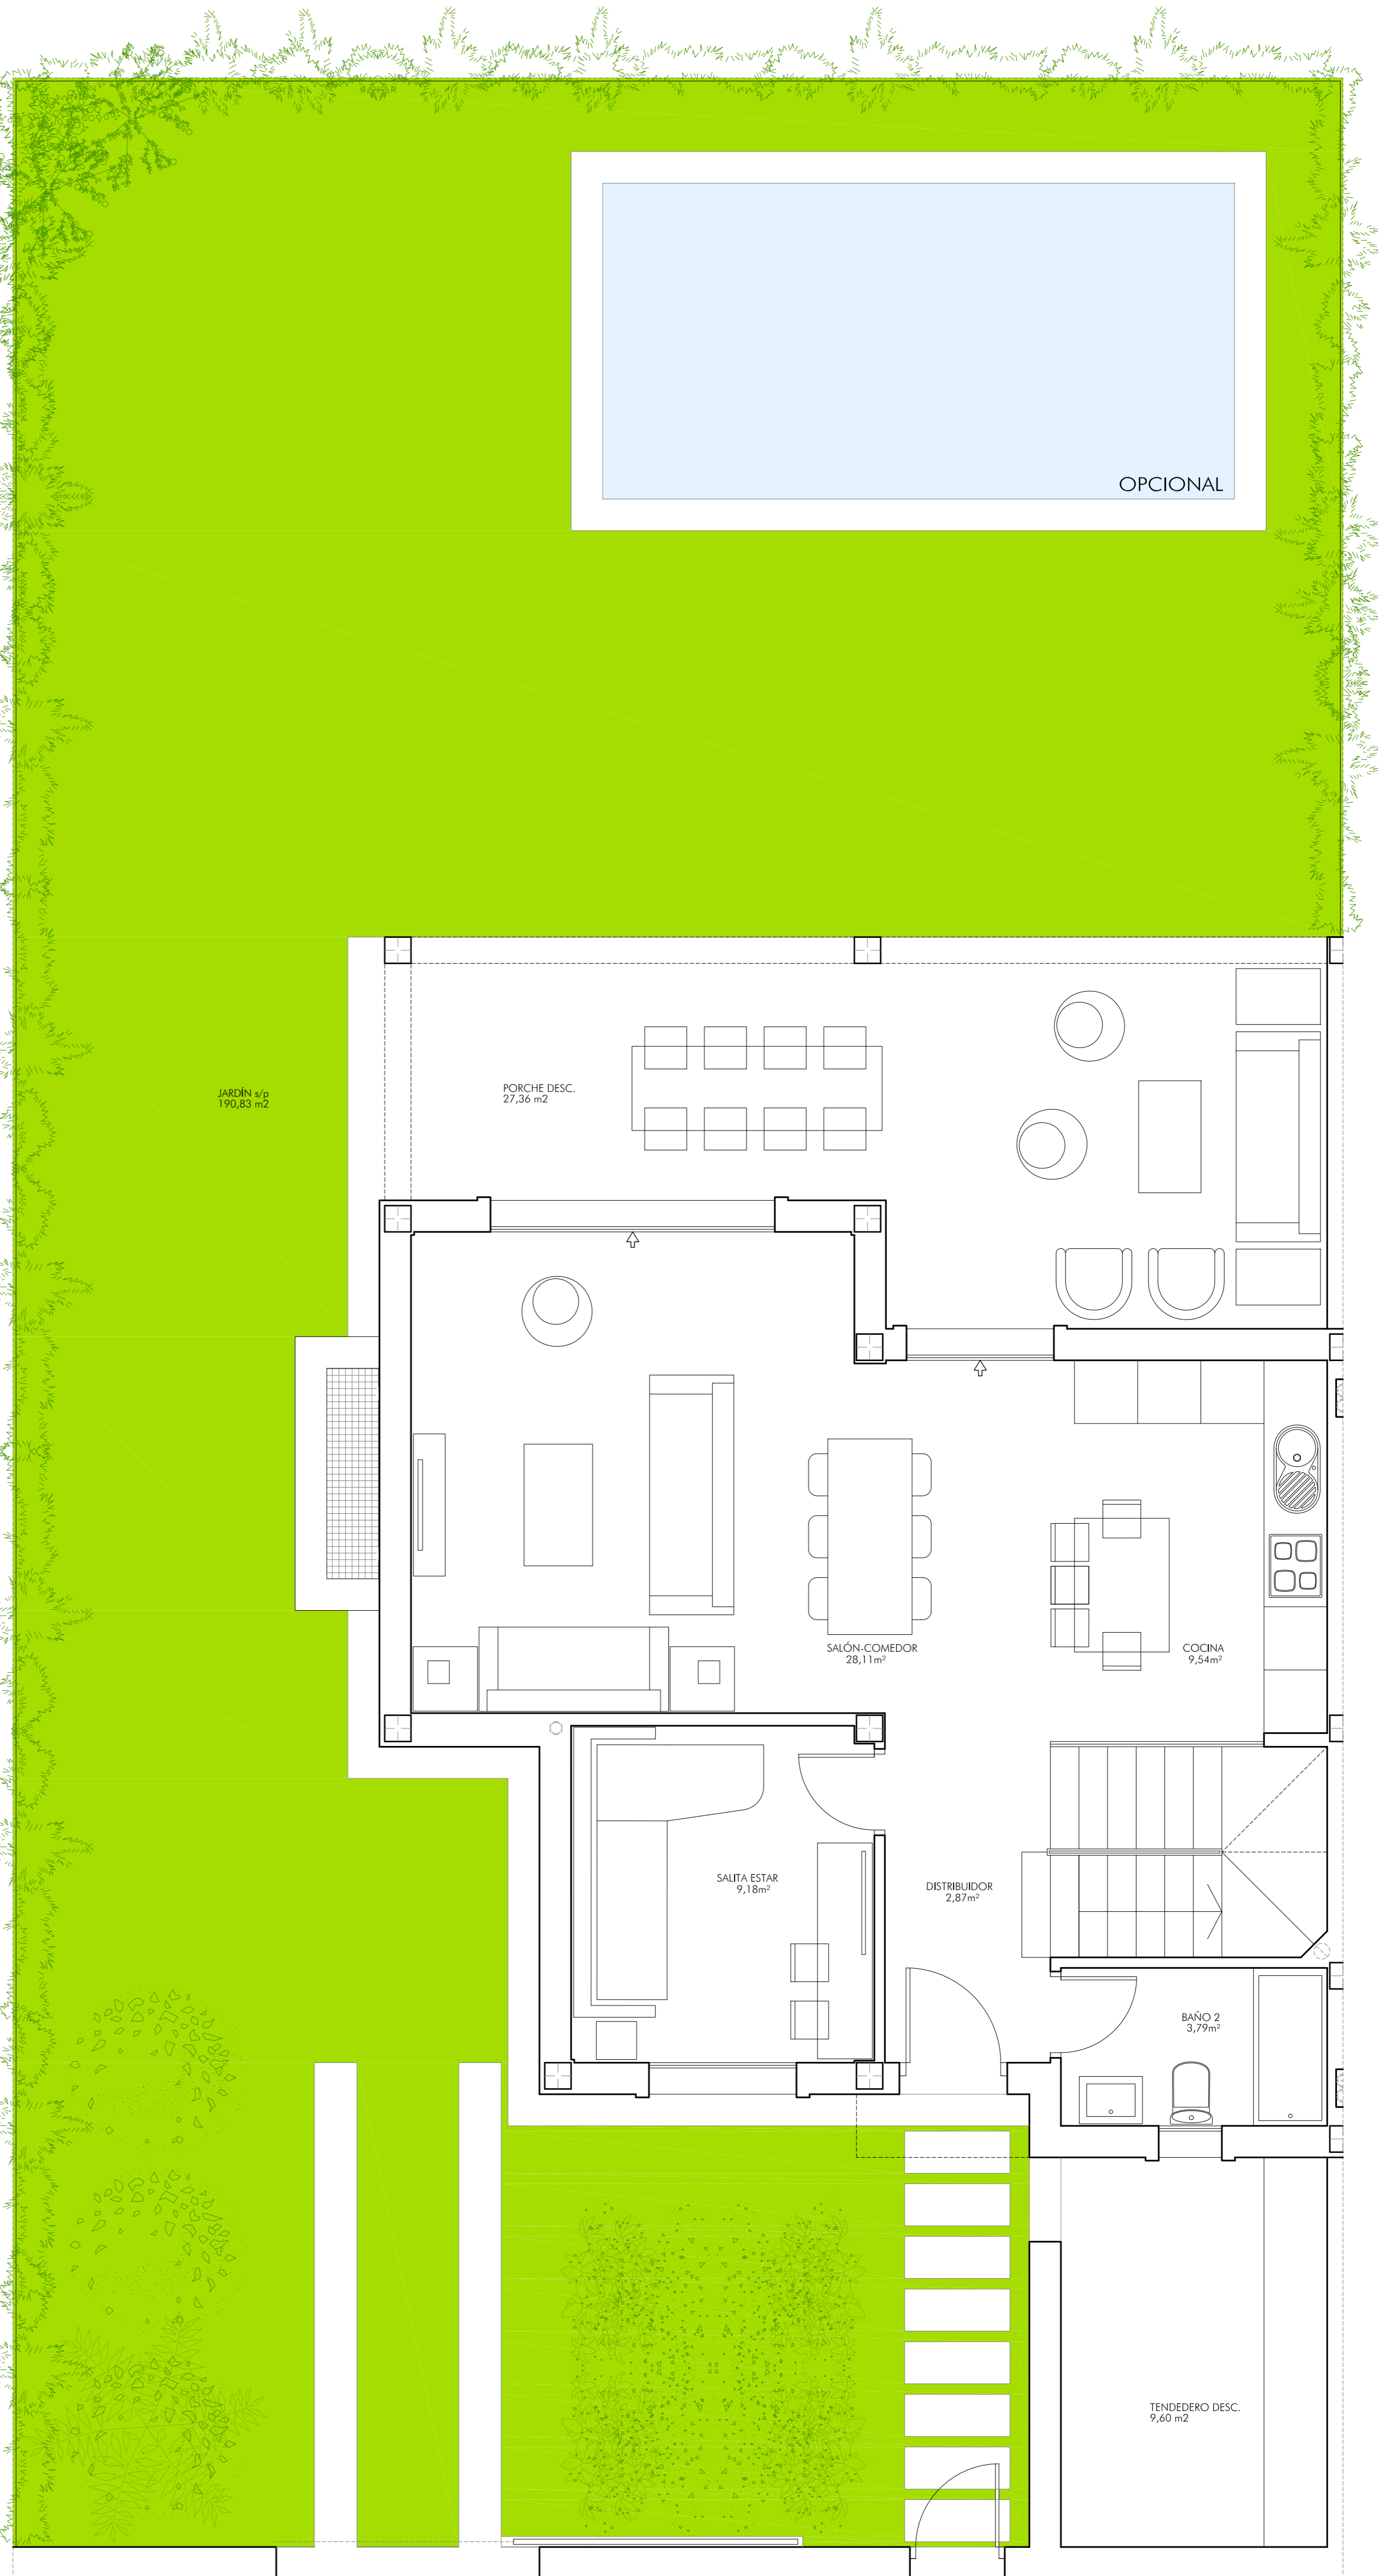 OPCIONAL
JARDÍN s/p
190,83 m2
PORCHE DESC.
27,36 m2
SALÓN-COMEDOR
28,11m²
COCINA
9,54m²
SALITA ESTAR
9,18m²
DISTRIBUIDOR
2,87m²
BAÑO 2
3,79m²
TENDEDERO DESC.
9,60 m2